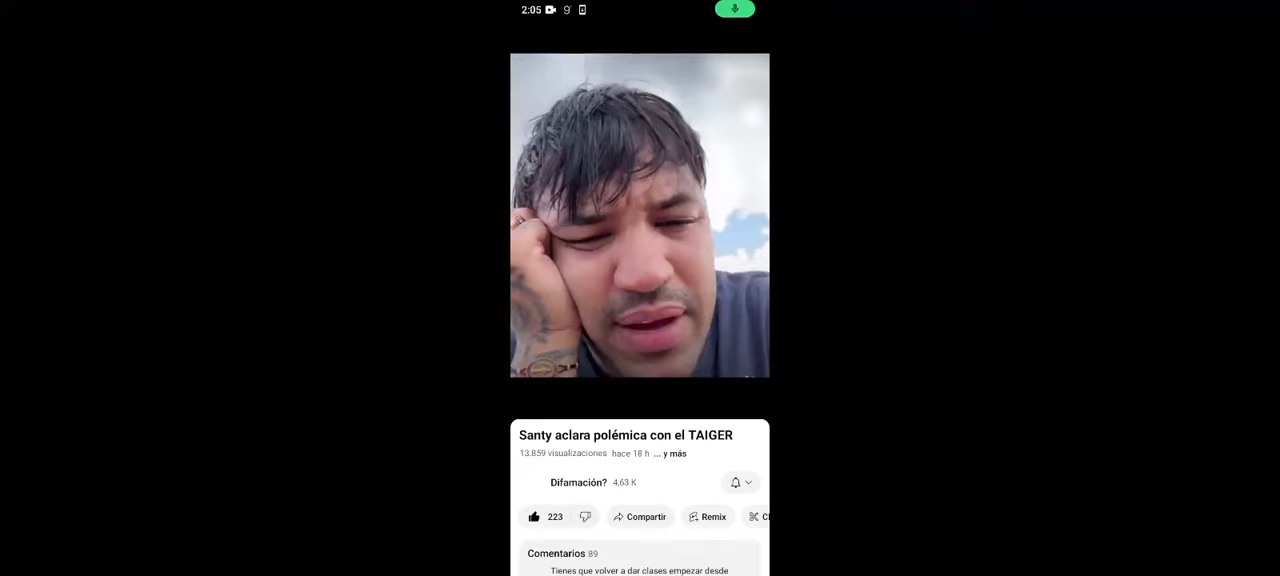 2:05
Santy aclara polémica con el TAIGER
13.859 visualizaciones hace 18 h ... y más
Difamación? 4,63 K
223 Compartir Remix
Comentarios 89
Tienes que volver a dar clases empezar desde